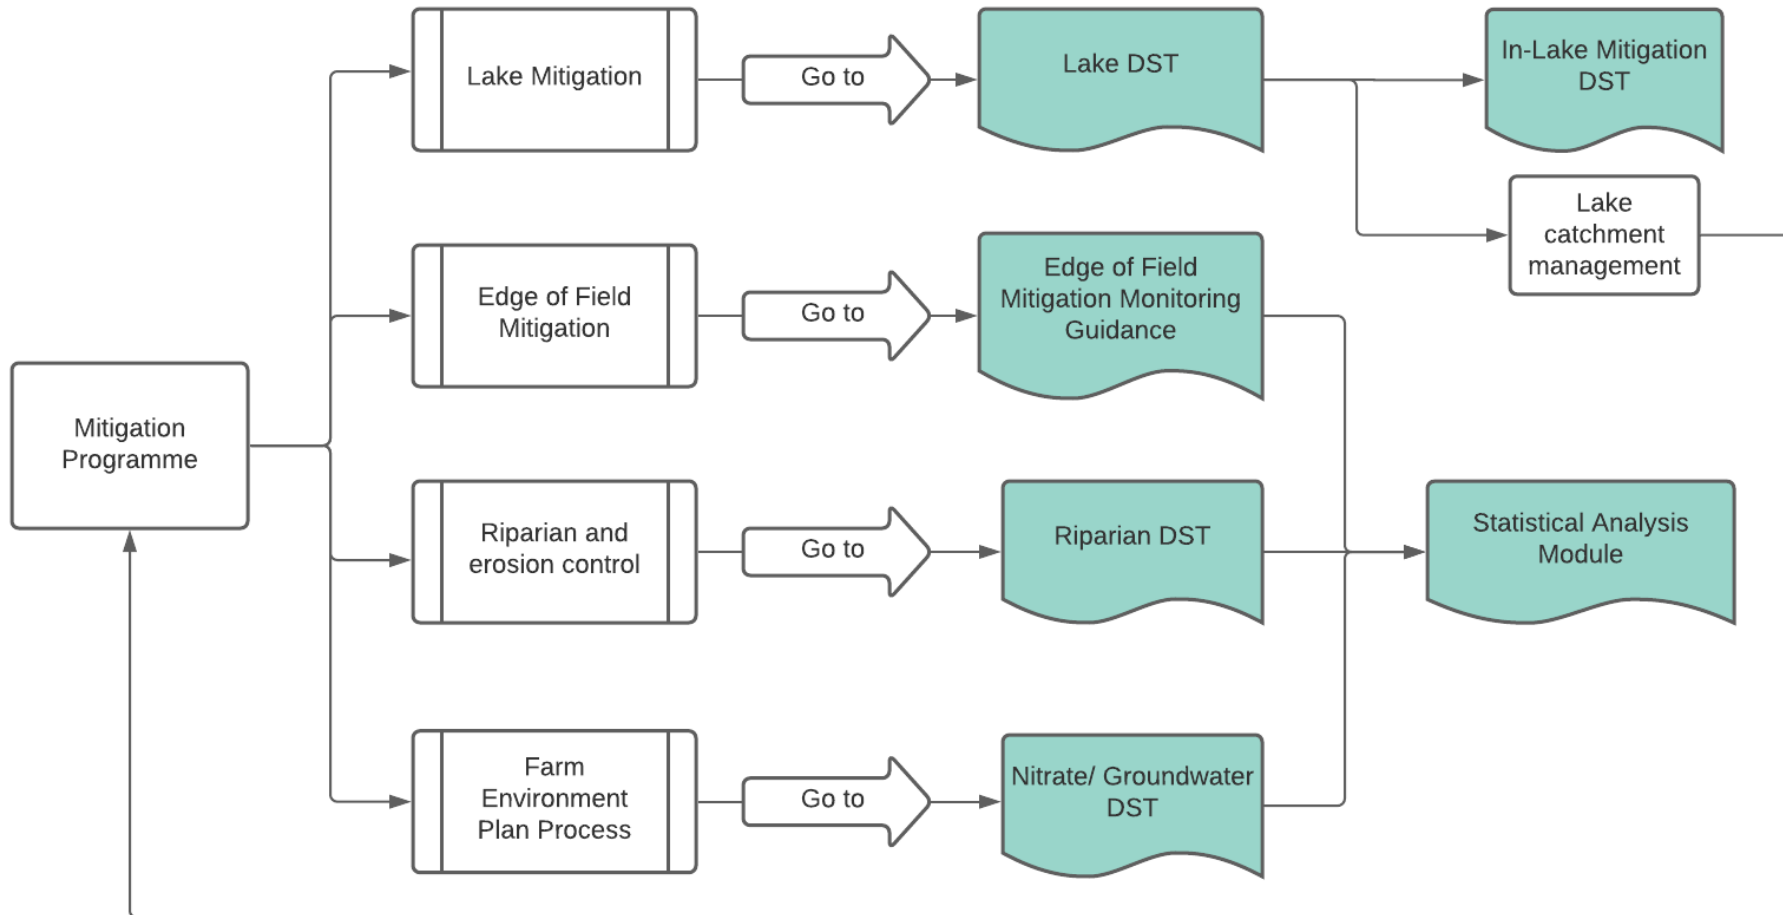 Lake Mitigation
Go to
Lake DST
In-Lake Mitigation
DST
Lake
catchment
management
Edge of Field
Mitigation
Go to
Edge of Field
Mitigation Monitoring
Guidance
Mitigation
Programme
Riparian and
erosion control
Go to
Riparian DST
Statistical Analysis
Module
Farm
Environment
Plan Process
Go to
Nitrate/ Groundwater
DST